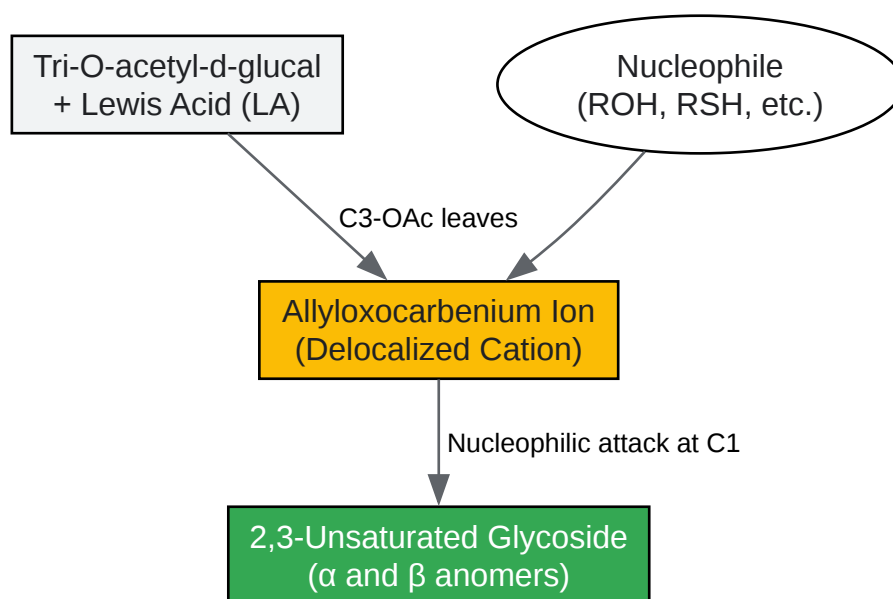 Tri-O-acetyl-d-glucal
+ Lewis Acid (LA)
Nucleophile
(ROH, RSH, etc.)
C3-OAc leaves
Allyloxocarbenium Ion
(Delocalized Cation)
Nucleophilic attack at C1
2,3-Unsaturated Glycoside
(α and β anomers)